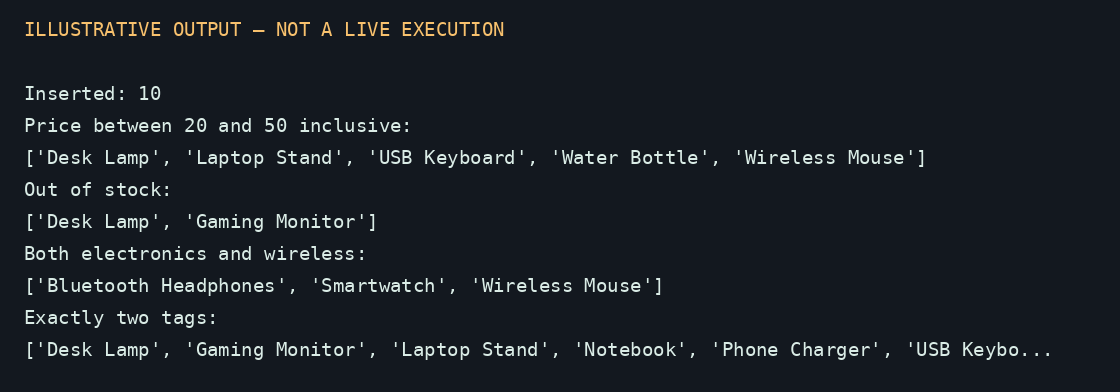 ILLUSTRATIVE OUTPUT — NOT A LIVE EXECUTION
Inserted: 10
Price between 20 and 50 inclusive:
['Desk Lamp', 'Laptop Stand', 'USB Keyboard', 'Water Bottle', 'Wireless Mouse']
Out of stock:
['Desk Lamp', 'Gaming Monitor']
Both electronics and wireless:
['Bluetooth Headphones', 'Smartwatch', 'Wireless Mouse']
Exactly two tags:
['Desk Lamp', 'Gaming Monitor', 'Laptop Stand', 'Notebook', 'Phone Charger', 'USB Keybo...